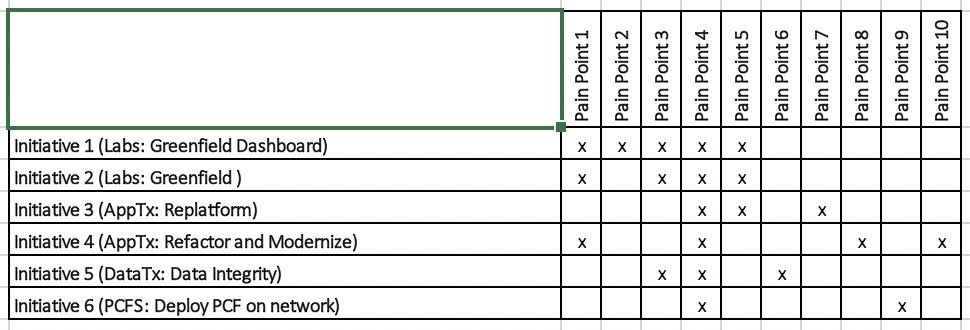 Pain Point 1 Pain Point 2 Pain Point 3 Pain Point 4 Pain Point 5 Pain Point 6 Pain Point 7 Pain Point 8 Pain Point 9 Pain Point 10
Initiative 1 (Labs: Greenfield Dashboard) x x x x x
Initiative 2 (Labs: Greenfield ) x x x x
Initiative 3 (AppTx: Replatform) x x x
Initiative 4 (AppTx: Refactor and Modernize) x x x x
Initiative 5 (DataTx: Data Integrity) x x x
Initiative 6 (PCFS: Deploy PCF on network) x x